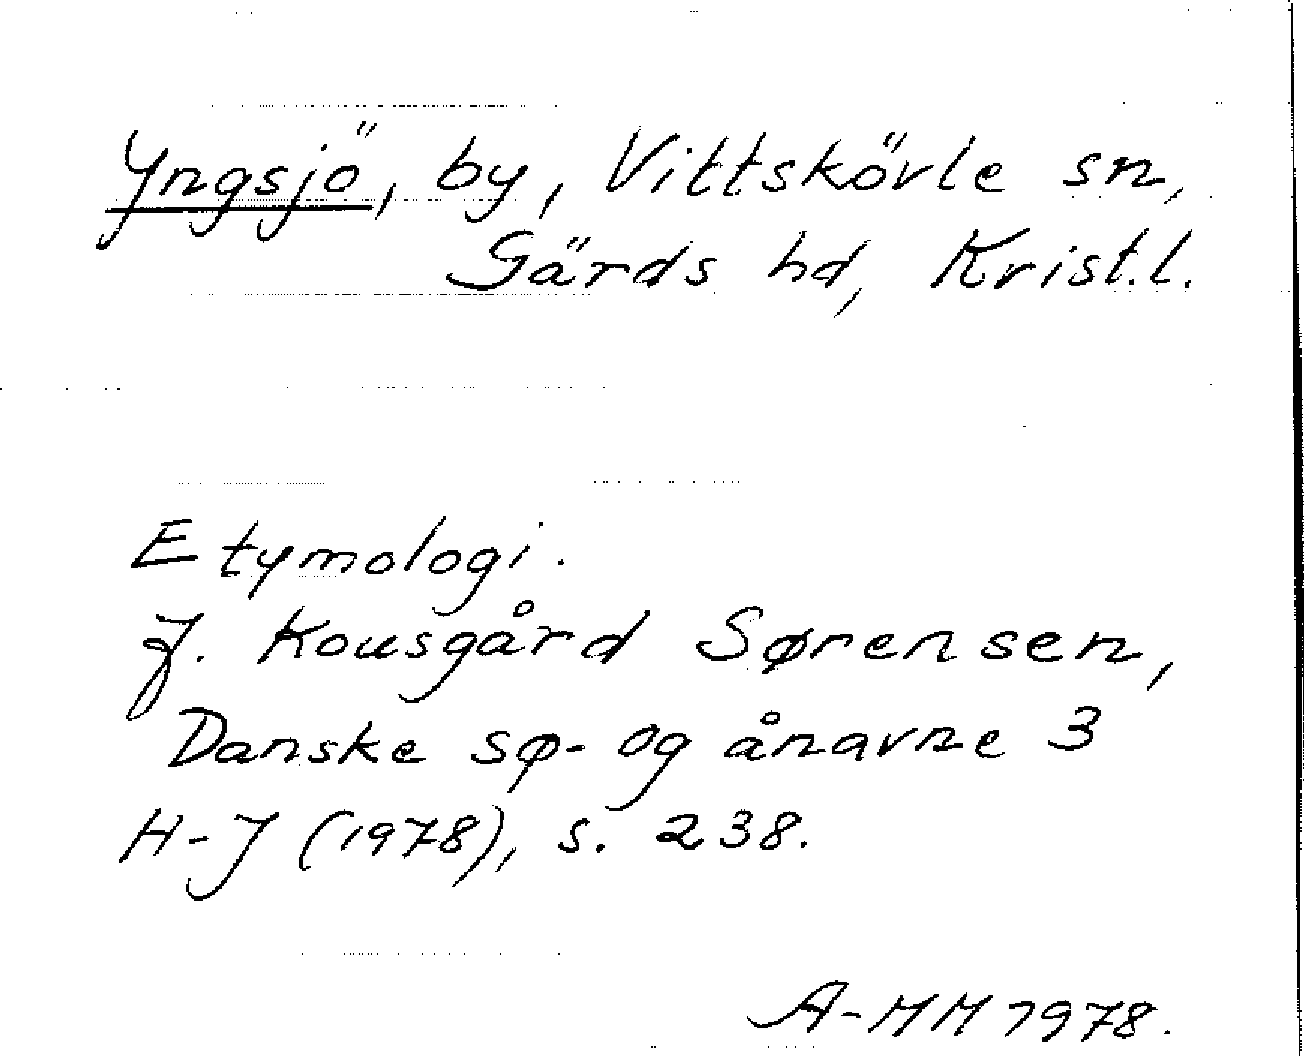 Yngsjö, by, Vittskövle sn,
Gärds hd, Krist.l.
Etymologi.
J. Kousgård Sørensen,
Danske sø- og ånavne 3
H-J (1978), s. 238.
A-MM 1978.